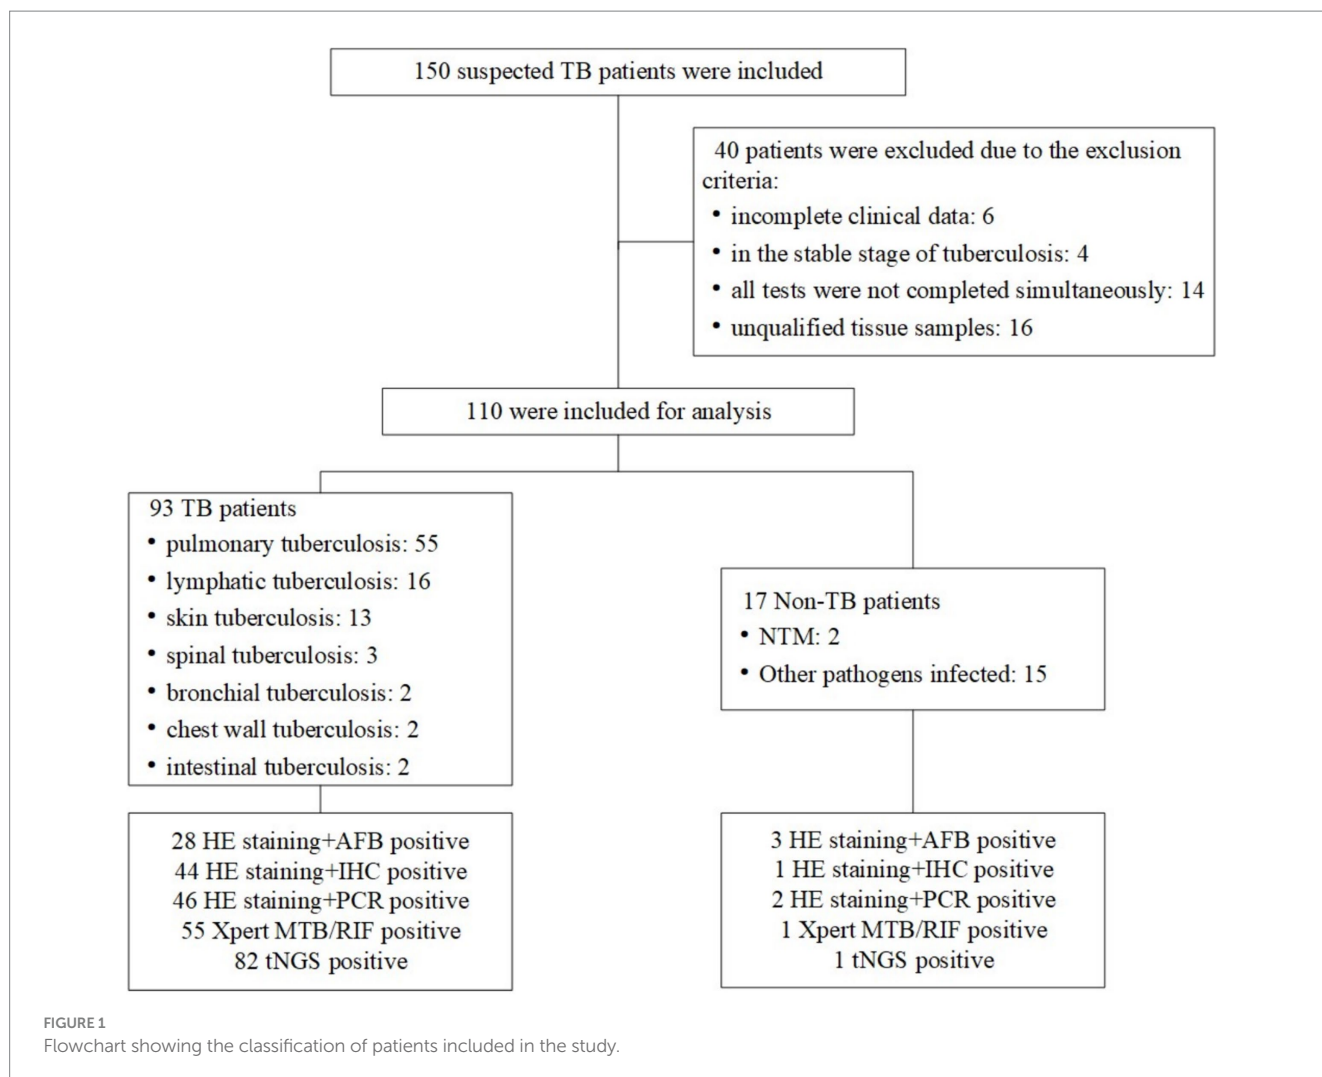 150 suspected TB patients were included
40 patients were excluded due to the exclusion
criteria:
• incomplete clinical data: 6
• in the stable stage of tuberculosis: 4
• all tests were not completed simultaneously: 14
• unqualified tissue samples: 16
110 were included for analysis
93 TB patients
• pulmonary tuberculosis: 55
• lymphatic tuberculosis: 16
• skin tuberculosis: 13
• spinal tuberculosis: 3
• bronchial tuberculosis: 2
• chest wall tuberculosis: 2
• intestinal tuberculosis: 2
17 Non-TB patients
• NTM: 2
• Other pathogens infected: 15
28 HE staining+AFB positive
44 HE staining+IHC positive
46 HE staining+PCR positive
55 Xpert MTB/RIF positive
82 tNGS positive
3 HE staining+AFB positive
1 HE staining+IHC positive
2 HE staining+PCR positive
1 Xpert MTB/RIF positive
1 tNGS positive
FIGURE 1
Flowchart showing the classification of patients included in the study.